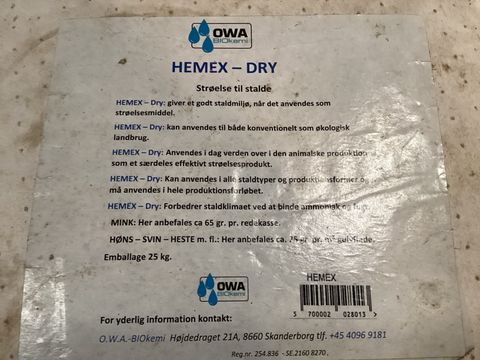 OWA
BIOkemi
HEMEX – DRY
Strøelse til stalde
HEMEX – Dry: giver et godt staldmiljø, når det anvendes som
strøelsesmiddel.
HEMEX – Dry: kan anvendes til både konventionelt som økologisk
landbrug.
HEMEX – Dry: Anvendes i dag verden over i den animalske produktion
som et særdeles effektivt strøelsesprodukt.
HEMEX – Dry: Kan anvendes i alle staldtyper og produktionsformer og
må anvendes i hele produktionsforløbet.
HEMEX – Dry: Forbedrer staldklimaet ved at binde ammoniak og fugt.
MINK: Her anbefales ca 65 gr. pr. redekasse.
HØNS – SVIN – HESTE m. fl.: Her anbefales ca. gr. pr.
Emballage 25 kg.
OWA
BIOkemi
HEMEX
5 700002 028013
For yderlig information kontakt:
O.W.A.-BIOkemi Højdedraget 21A, 8660 Skanderborg tlf. +45 4096 9181
Reg.nr. 254.836 - SE.2160 8270